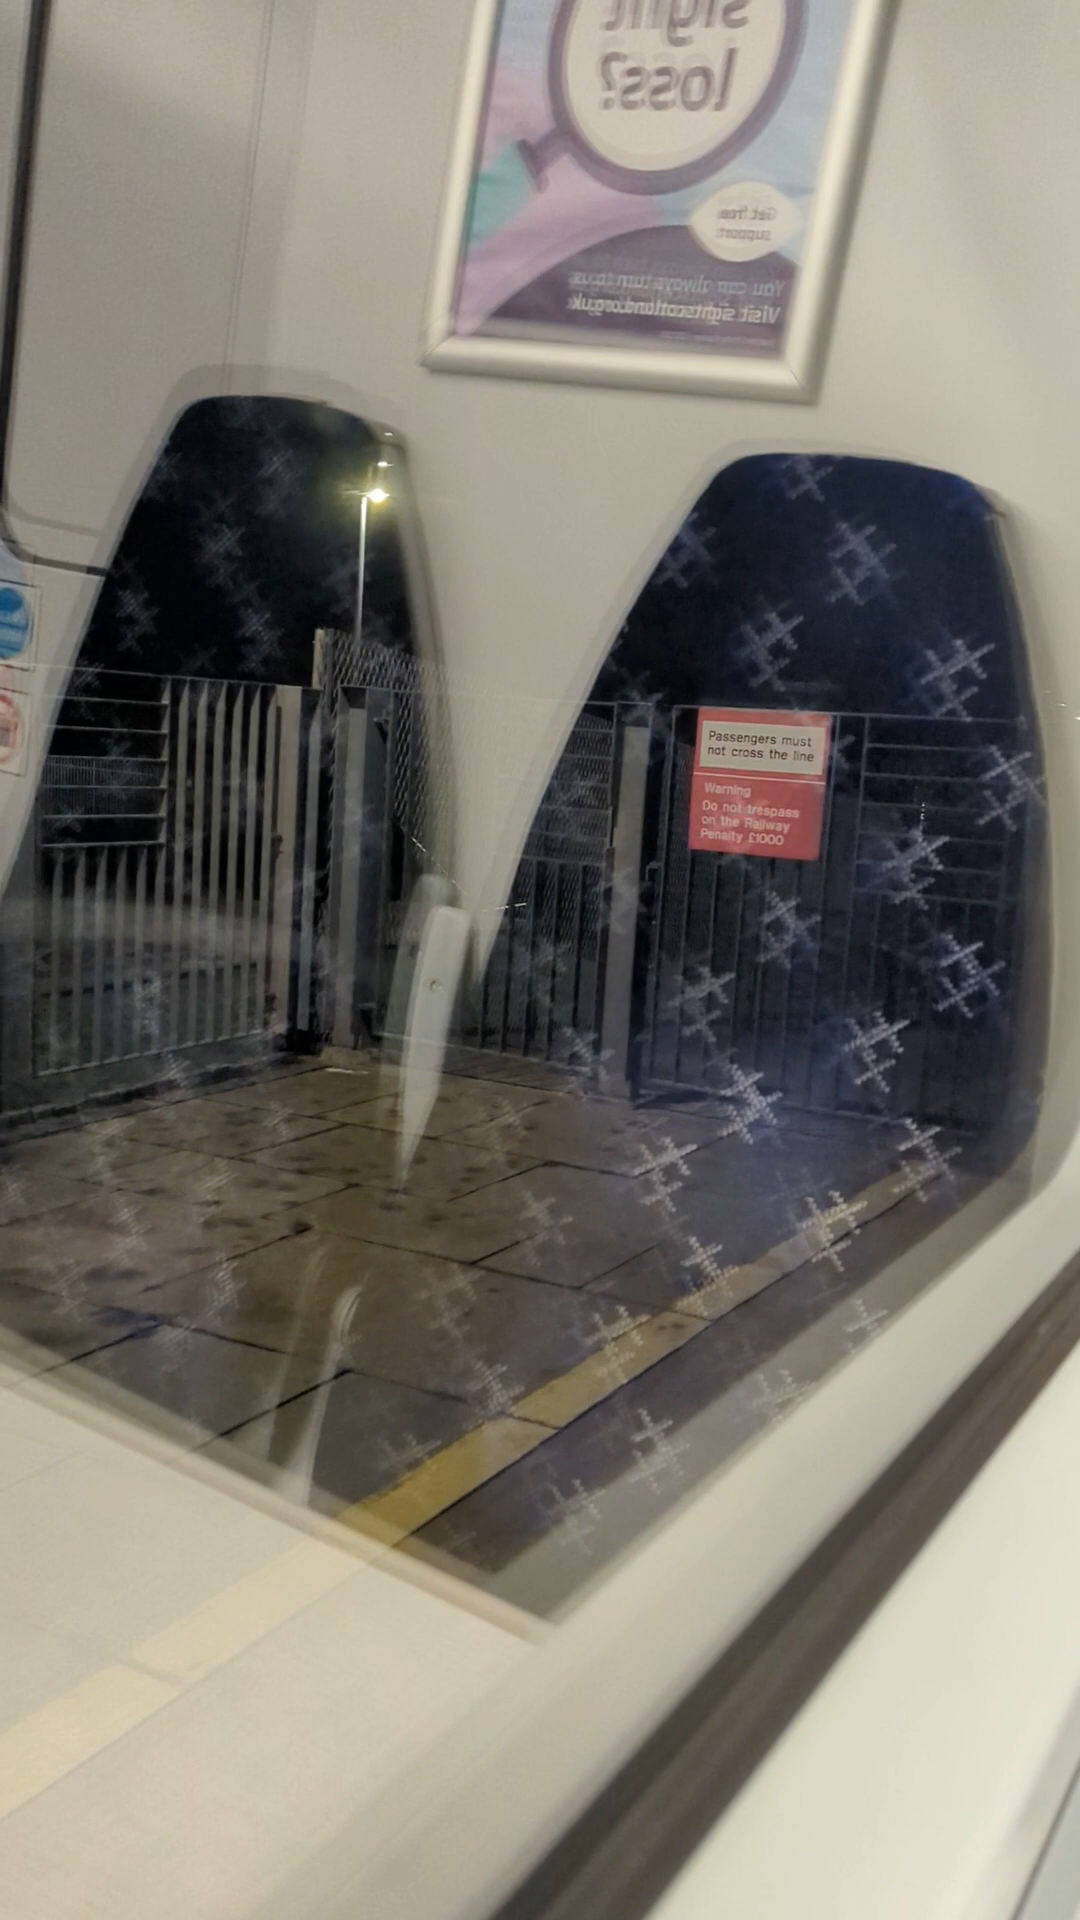 sight
loss?
Get free
support:
You can always turn to us.
Visit sightscotland.org.uk
Passengers must
not cross the line
Warning
Do not trespass
on the Railway
Penalty £1000